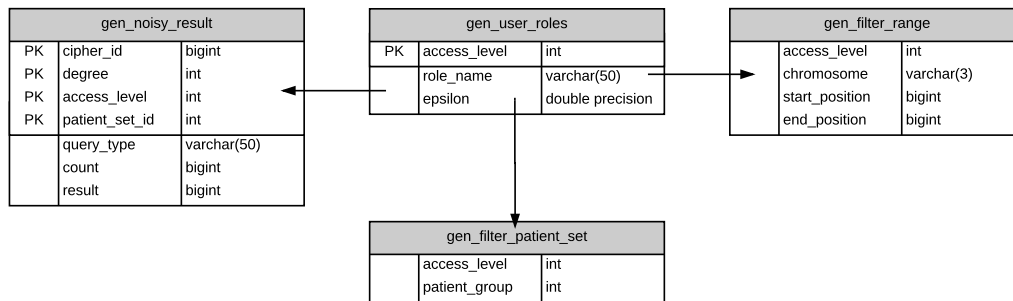 gen_noisy_result
PK cipher_id bigint
PK degree int
PK access_level int
PK patient_set_id int
query_type varchar(50)
count bigint
result bigint
gen_user_roles
PK access_level int
role_name varchar(50)
epsilon double precision
gen_filter_range
access_level int
chromosome varchar(3)
start_position bigint
end_position bigint
gen_filter_patient_set
access_level int
patient_group int